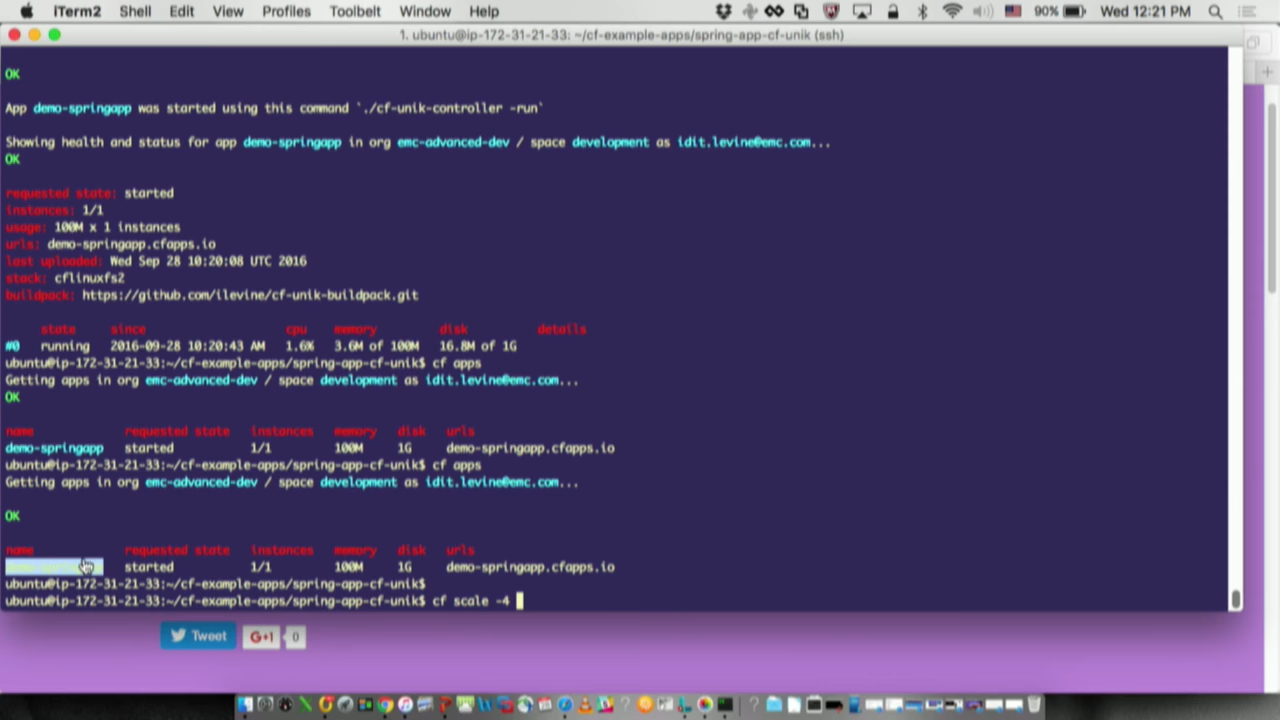 iTerm2 Shell Edit View Profiles Toolbelt Window Help 90% Wed 12:21 PM
1. ubuntu@ip-172-31-21-33: ~/cf-example-apps/spring-app-cf-unik (ssh)
OK
App demo-springapp was started using this command `./cf-unik-controller -run`
Showing health and status for app demo-springapp in org emc-advanced-dev / space development as idit.levine@emc.com...
OK
requested state: started
instances: 1/1
usage: 100M x 1 instances
urls: demo-springapp.cfapps.io
last uploaded: Wed Sep 28 10:20:08 UTC 2016
stack: cflinuxfs2
buildpack: https://github.com/ilevine/cf-unik-buildpack.git
state since cpu memory disk details
#0 running 2016-09-28 10:20:43 AM 1.6% 3.6M of 100M 16.8M of 1G
ubuntu@ip-172-31-21-33:~/cf-example-apps/spring-app-cf-unik$ cf apps
Getting apps in org emc-advanced-dev / space development as idit.levine@emc.com...
OK
name requested state instances memory disk urls
demo-springapp started 1/1 100M 1G demo-springapp.cfapps.io
ubuntu@ip-172-31-21-33:~/cf-example-apps/spring-app-cf-unik$ cf apps
Getting apps in org emc-advanced-dev / space development as idit.levine@emc.com...
OK
name requested state instances memory disk urls
started 1/1 100M 1G demo-springapp.cfapps.io
ubuntu@ip-172-31-21-33:~/cf-example-apps/spring-app-cf-unik$
ubuntu@ip-172-31-21-33:~/cf-example-apps/spring-app-cf-unik$ cf scale -4
Tweet G+1 0